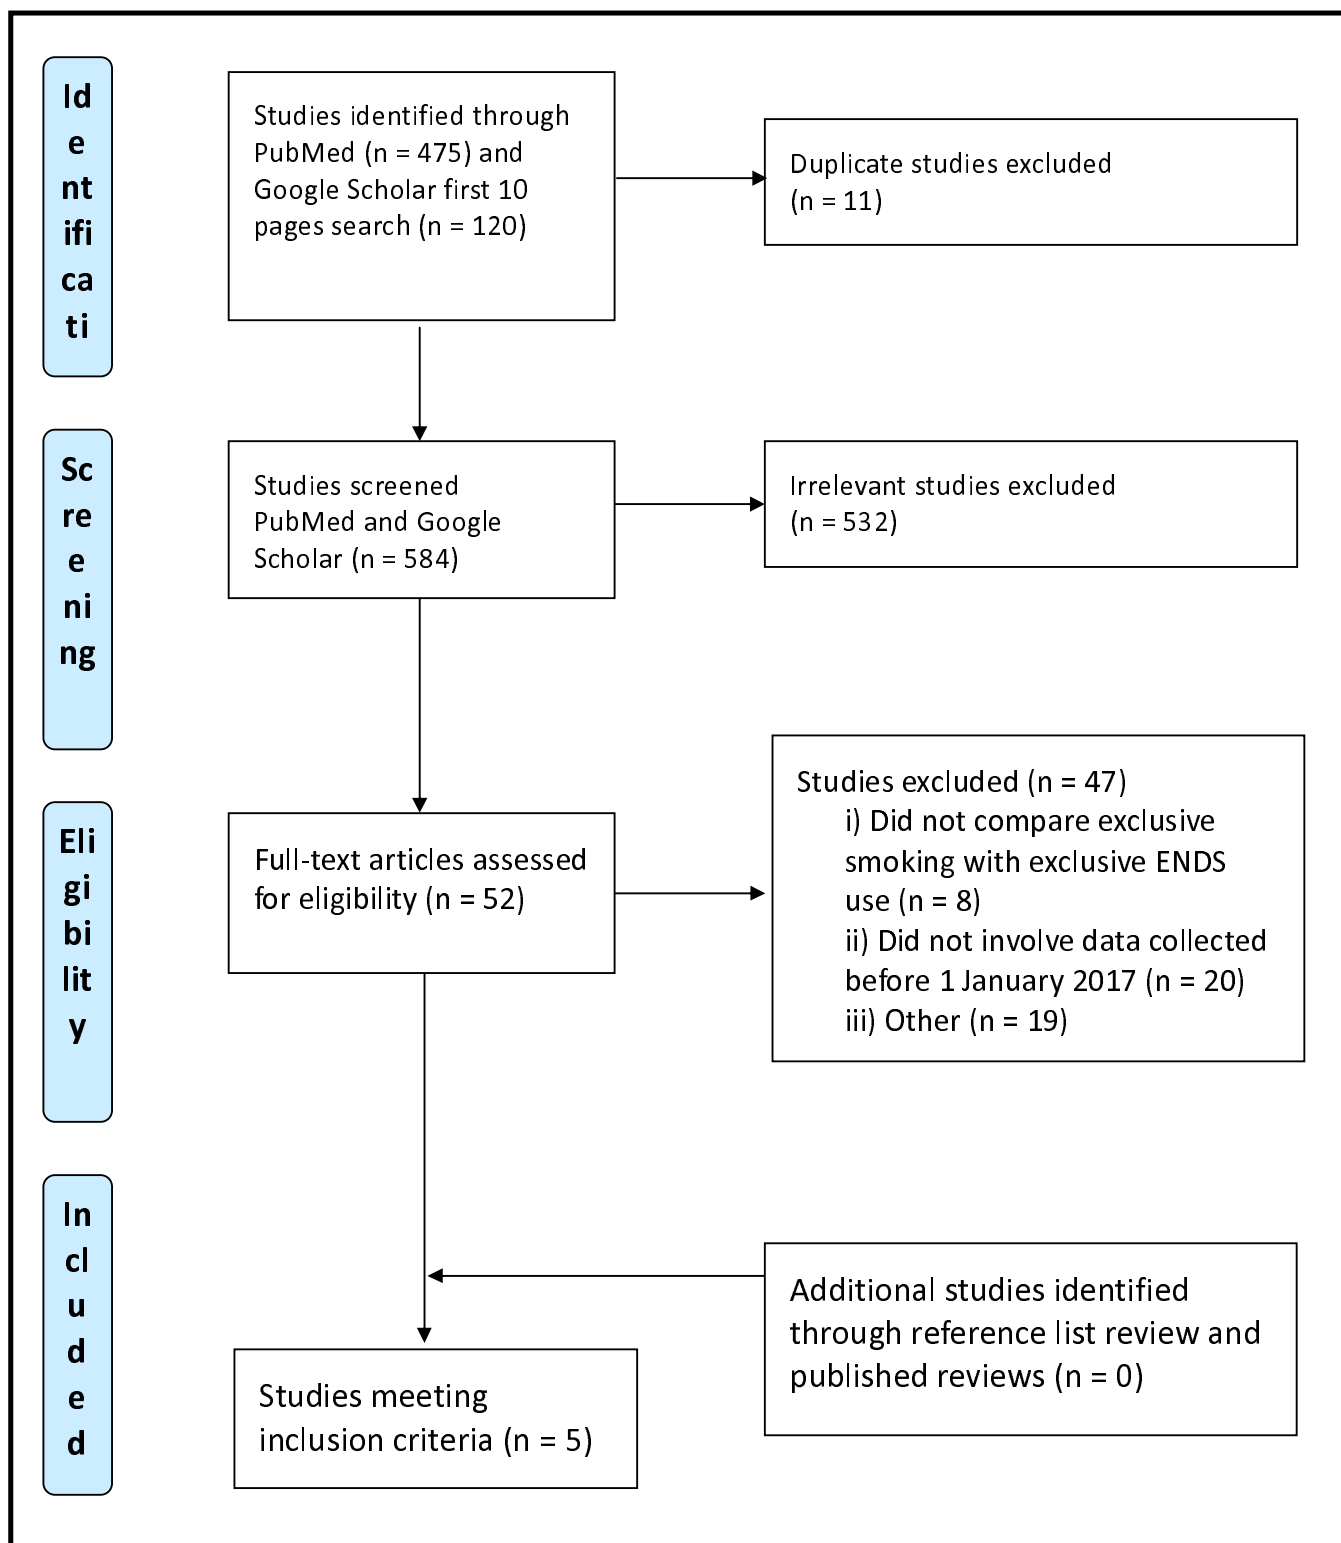 Id
e
nt
ifi
ca
ti
Studies identified through
PubMed (n = 475) and
Google Scholar first 10
pages search (n = 120)
Duplicate studies excluded
(n = 11)
Sc
re
e
ni
ng
Studies screened
PubMed and Google
Scholar (n = 584)
Irrelevant studies excluded
(n = 532)
Eli
gi
bi
lit
y
Full-text articles assessed
for eligibility (n = 52)
Studies excluded (n = 47)
i) Did not compare exclusive
smoking with exclusive ENDS
use (n = 8)
ii) Did not involve data collected
before 1 January 2017 (n = 20)
iii) Other (n = 19)
In
cl
u
d
e
d
Additional studies identified
through reference list review and
published reviews (n = 0)
Studies meeting
inclusion criteria (n = 5)